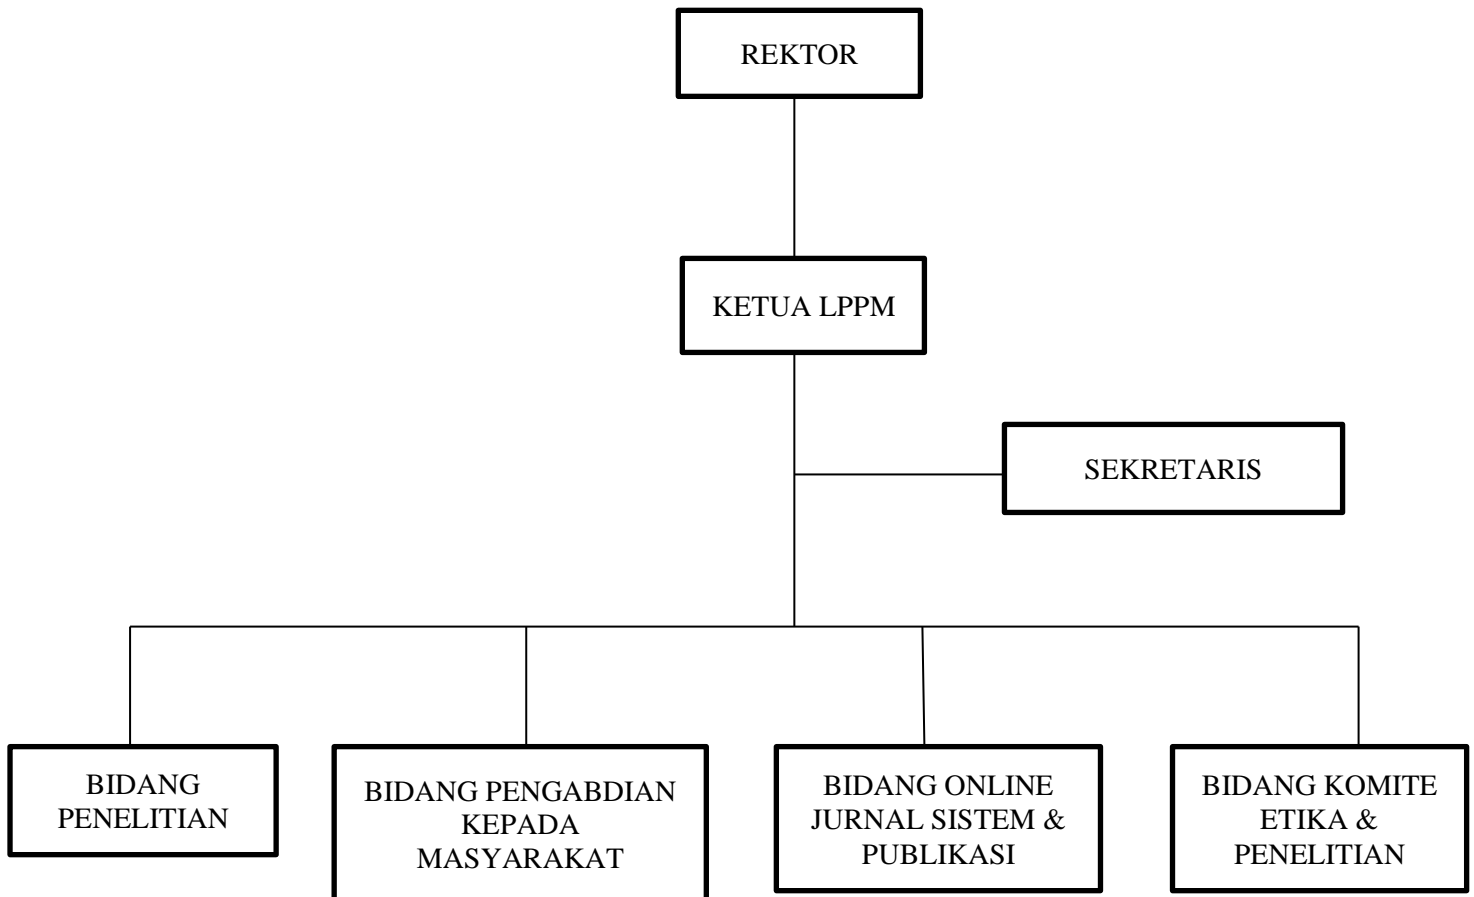 REKTOR
KETUA LPPM
SEKRETARIS
BIDANG
PENELITIAN
BIDANG PENGABDIAN
KEPADA
MASYARAKAT
BIDANG ONLINE
JURNAL SISTEM &
PUBLIKASI
BIDANG KOMITE
ETIKA &
PENELITIAN